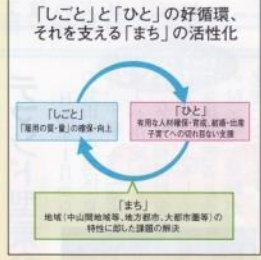 「しごと」と「ひと」の好循環、
それを支える「まち」の活性化
「しごと」
「雇用の質・量」の確保・向上
「ひと」
有用な人材確保・育成、結婚・出産
子育てへの切れ目ない支援
「まち」
地域（中山間地域等、地方都市、大都市圏等）の
特性に即した課題の解決